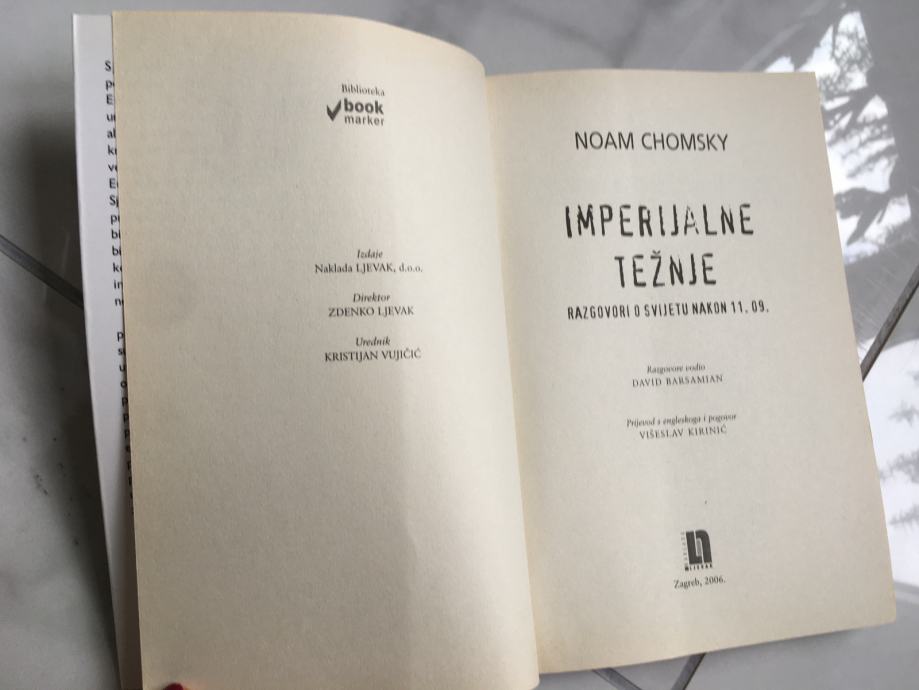 Biblioteka
book
marker
Izdaje
Naklada LJEVAK, d.o.o.
Direktor
ZDENKO LJEVAK
Urednik
KRISTIJAN VUJIČIĆ
NOAM CHOMSKY
IMPERIJALNE
TEŽNJE
RAZGOVORI O SVIJETU NAKON 11. 09.
Razgovore vodio
DAVID BARSAMIAN
Prijevod s engleskoga i pogovor
VIŠESLAV KIRINIĆ
LJEVAK
Zagreb, 2006.